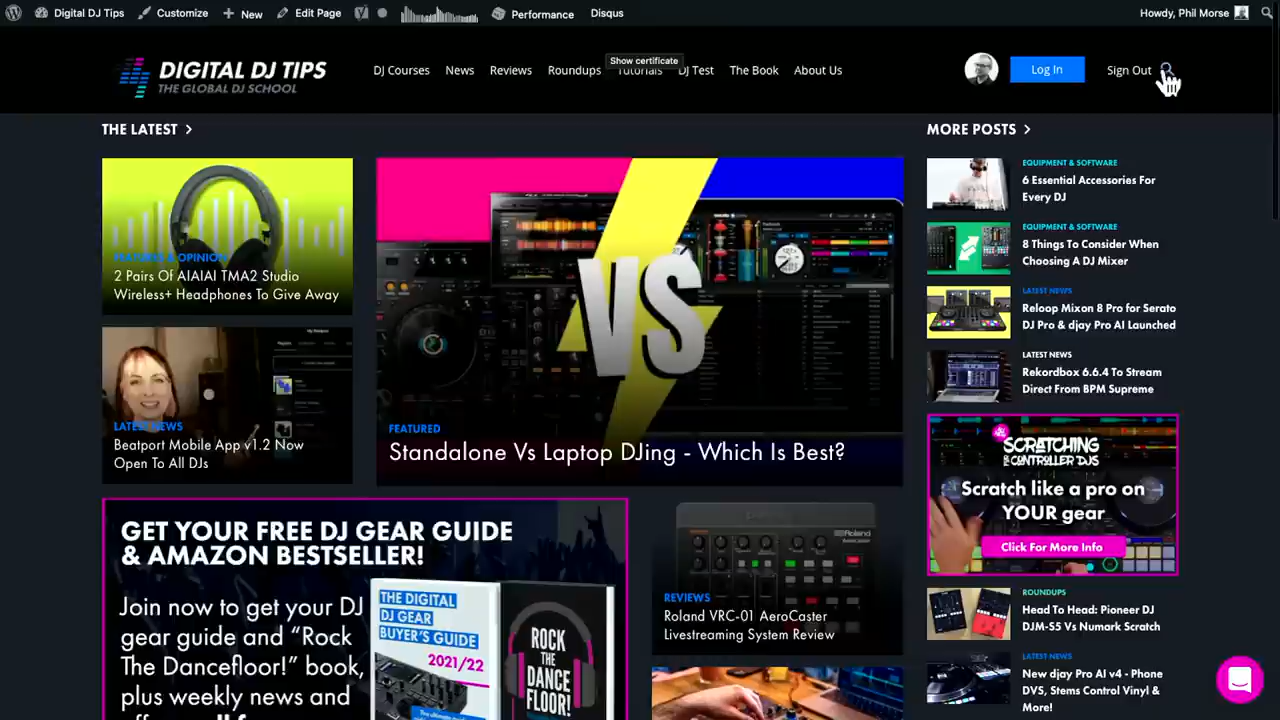 Digital DJ Tips
Customize
New
Edit Page
Performance
Disqus
Howdy, Phil Morse
Show certificate
DIGITAL DJ TIPS
THE GLOBAL DJ SCHOOL
News
Reviews
Tutorials
DJ Test
The Book
Log In
Sign Out
THE LATEST
MORE POSTS
FEATURES & OPINION
2 Pairs Of AIAIAI TMA2 Studio
Wireless+ Headphones To Give Away
LATEST NEWS
Beatport Mobile App v1.2 Now
Open To All DJs
VS
FEATURED
Standalone Vs Laptop DJing - Which Is Best?
EQUIPMENT & SOFTWARE
6 Essential Accessories For
Every DJ
EQUIPMENT & SOFTWARE
8 Things To Consider When
Choosing A DJ Mixer
LATEST NEWS
Reloop Mixon 8 Pro for Serato
DJ Pro & djay Pro AI Launched
LATEST NEWS
Rekordbox 6.6.4 To Stream
Direct From BPM Supreme
SCRATCHING
FOR CONTROLLER DJS
Scratch like a pro on
YOUR gear
Click For More Info
GET YOUR FREE DJ GEAR GUIDE
& AMAZON BESTSELLER!
Join now to get your DJ
gear guide and “Rock
The Dancefloor!” book,
plus weekly news and
THE DIGITAL
DJ GEAR
BUYER'S GUIDE
2021/22
ROCK
THE
DANCE
FLOOR!
Roland
REVIEWS
Roland VRC-01 AeroCaster
Livestreaming System Review
ROUNDUPS
Head To Head: Pioneer DJ
DJM-S5 Vs Numark Scratch
LATEST NEWS
New djay Pro AI v4 - Phone
DVS, Stems Control Vinyl &
More!